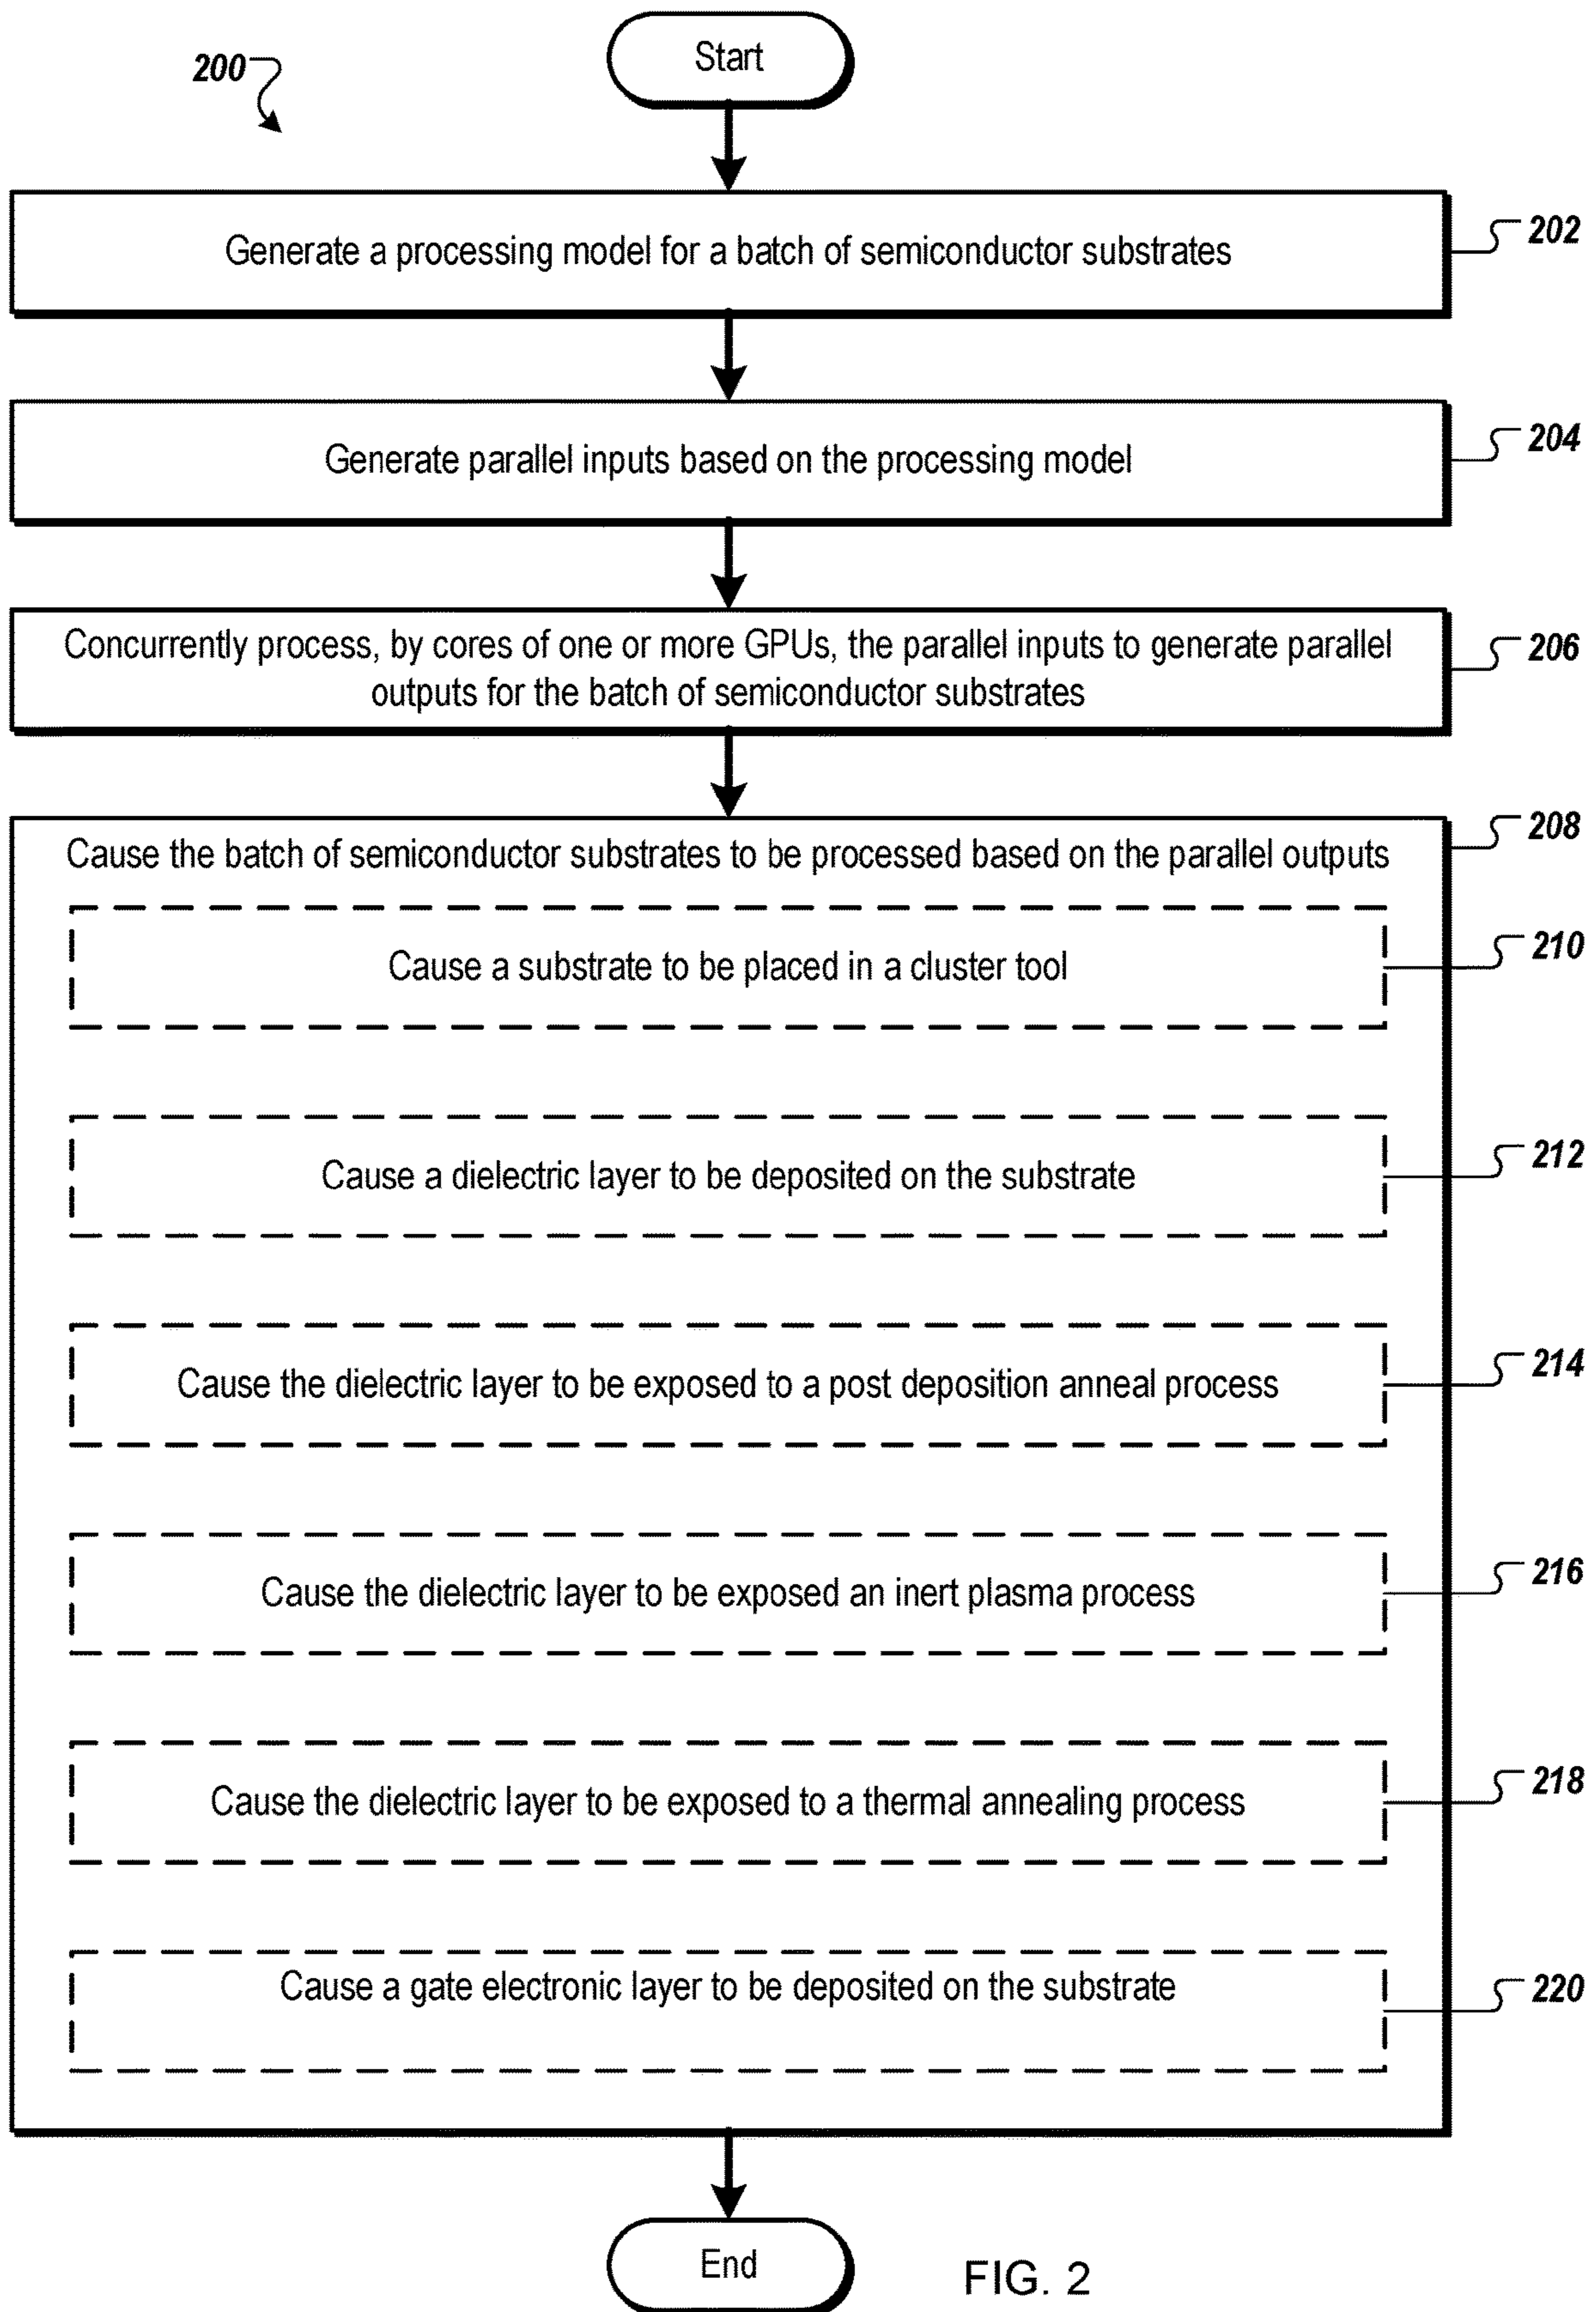 Start
200
Generate a processing model for a batch of semiconductor substrates
202
Generate parallel inputs based on the processing model
204
Concurrently process, by cores of one or more GPUs, the parallel inputs to generate parallel
outputs for the batch of semiconductor substrates
206
Cause the batch of semiconductor substrates to be processed based on the parallel outputs
208
Cause a substrate to be placed in a cluster tool
210
Cause a dielectric layer to be deposited on the substrate
212
Cause the dielectric layer to be exposed to a post deposition anneal process
214
Cause the dielectric layer to be exposed an inert plasma process
216
Cause the dielectric layer to be exposed to a thermal annealing process
218
Cause a gate electronic layer to be deposited on the substrate
220
End
FIG. 2